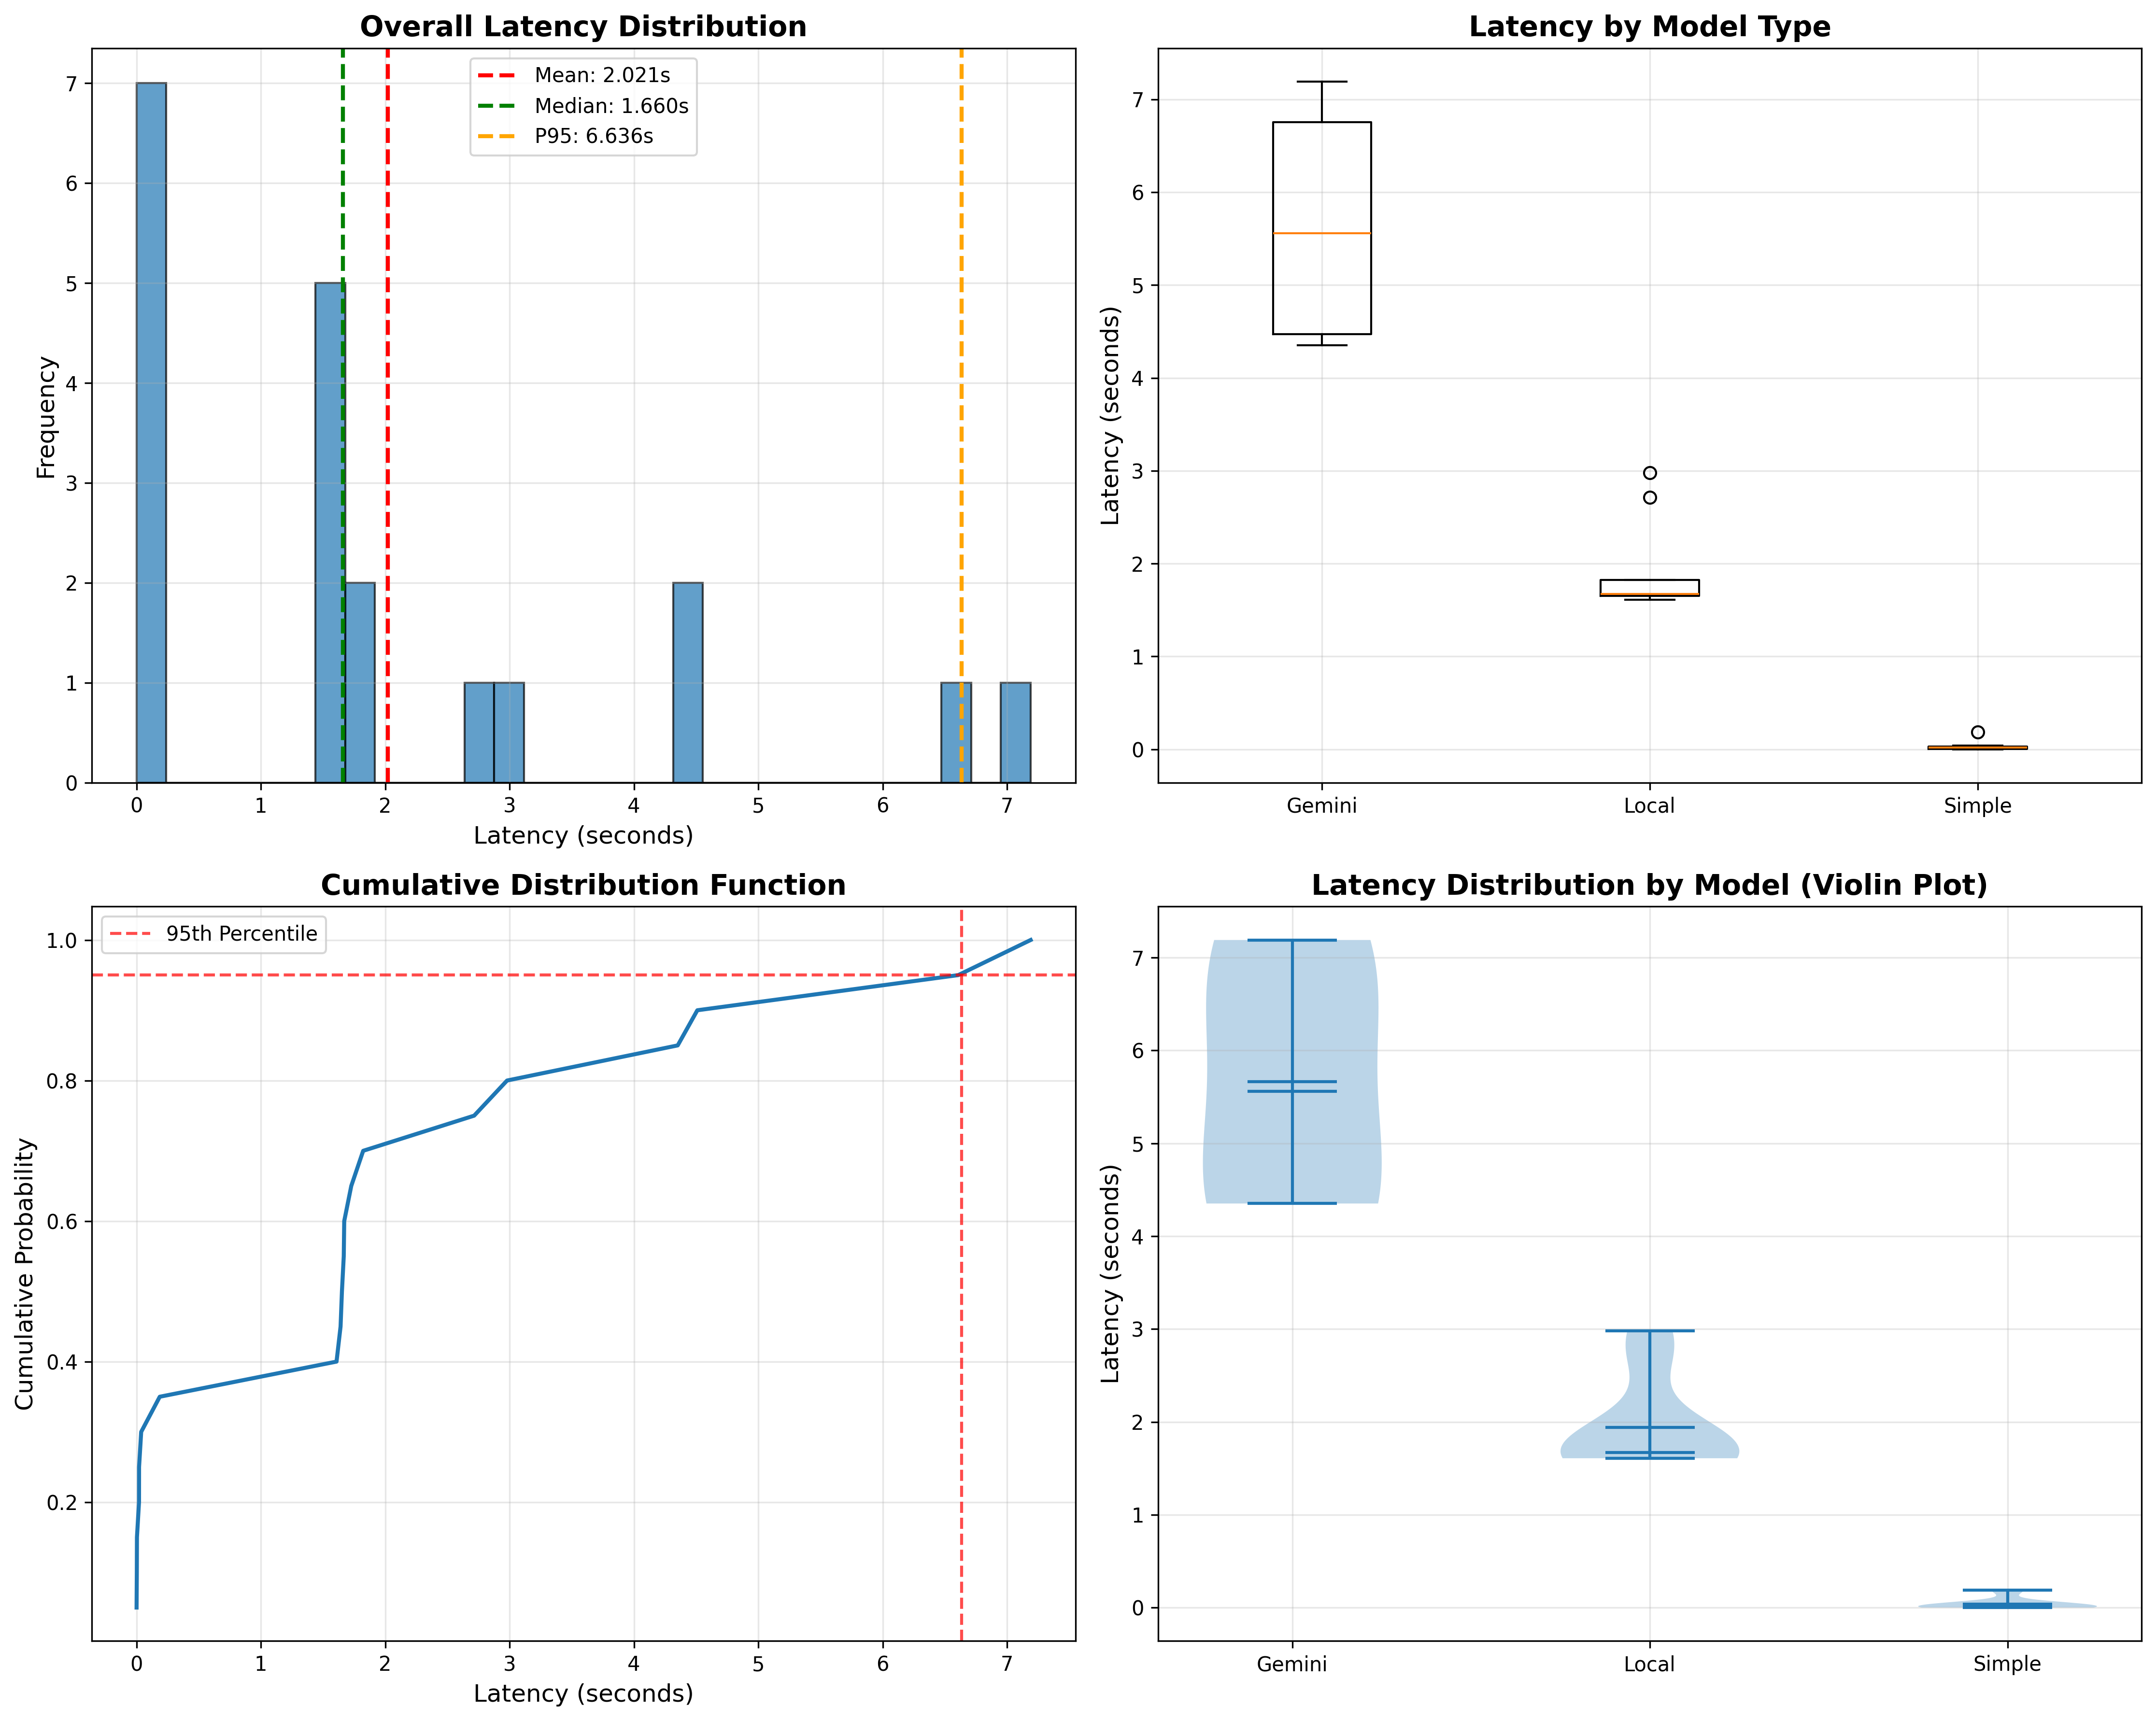 Overall Latency Distribution
Frequency
7
6
5
4
3
2
1
0
Mean: 2.021s
Median: 1.660s
P95: 6.636s
0 1 2 3 4 5 6 7
Latency (seconds)
Latency by Model Type
Latency (seconds)
7
6
5
4
3
2
1
0
Gemini Local Simple
Cumulative Distribution Function
Cumulative Probability
1.0
0.8
0.6
0.4
0.2
95th Percentile
0 1 2 3 4 5 6 7
Latency (seconds)
Latency Distribution by Model (Violin Plot)
Latency (seconds)
7
6
5
4
3
2
1
0
Gemini Local Simple